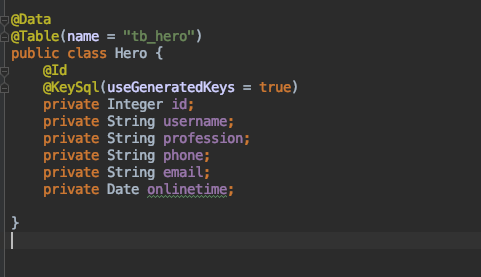 @Data
@Table(name = "tb_hero")
public class Hero {
    @Id
    @KeySql(useGeneratedKeys = true)
    private Integer id;
    private String username;
    private String profession;
    private String phone;
    private String email;
    private Date onlinetime;
}